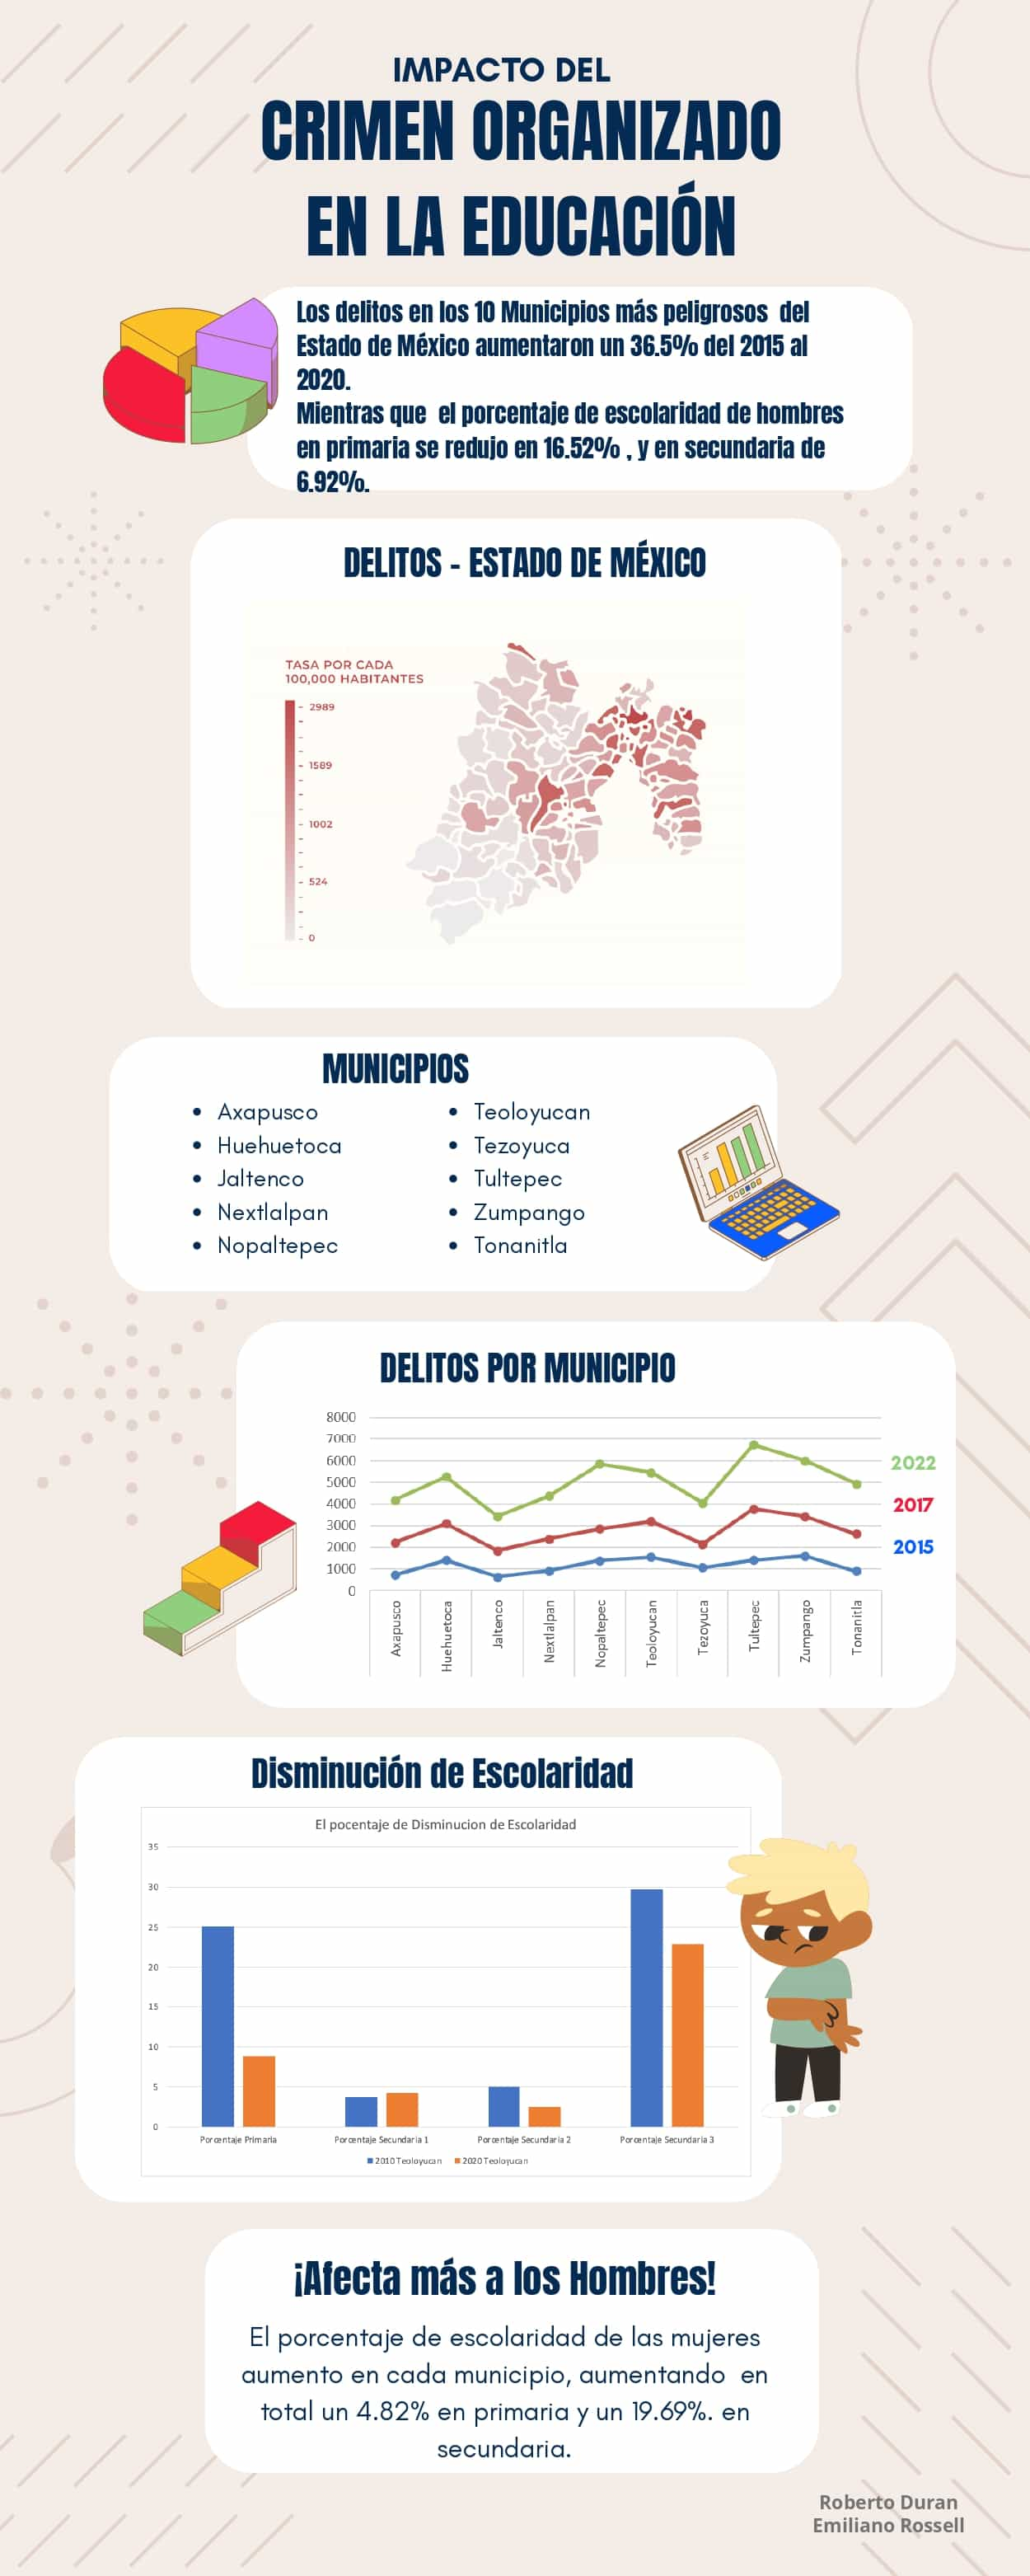 IMPACTO DEL
CRIMEN ORGANIZADO
EN LA EDUCACIÓN
Los delitos en los 10 Municipios más peligrosos del
Estado de México aumentaron un 36.5% del 2015 al
2020.
Mientras que el porcentaje de escolaridad de hombres
en primaria se redujo en 16.52% , y en secundaria de
6.92%.
DELITOS - ESTADO DE MÉXICO
TASA POR CADA
100,000 HABITANTES
2989
1589
1002
524
0
MUNICIPIOS
• Axapusco
• Huehuetoca
• Jaltenco
• Nextlalpan
• Nopaltepec
• Teoloyucan
• Tezoyuca
• Tultepec
• Zumpango
• Tonanitla
DELITOS POR MUNICIPIO
8000
7000
6000
5000
4000
3000
2000
1000
0
2022
2017
2015
Axapusco
Huehuetoca
Jaltenco
Nextlalpan
Nopaltepec
Teoloyucan
Tezoyuca
Tultepec
Zumpango
Tonanitla
Disminución de Escolaridad
El pocentaje de Disminucion de Escolaridad
35
30
25
20
15
10
5
0
Porcentaje Primaria
Porcentaje Secundaria 1
Porcentaje Secundaria 2
Porcentaje Secundaria 3
2010 Teoloyucan
2020 Teoloyucan
¡Afecta más a los Hombres!
El porcentaje de escolaridad de las mujeres
aumento en cada municipio, aumentando en
total un 4.82% en primaria y un 19.69%. en
secundaria.
Roberto Duran
Emiliano Rossell